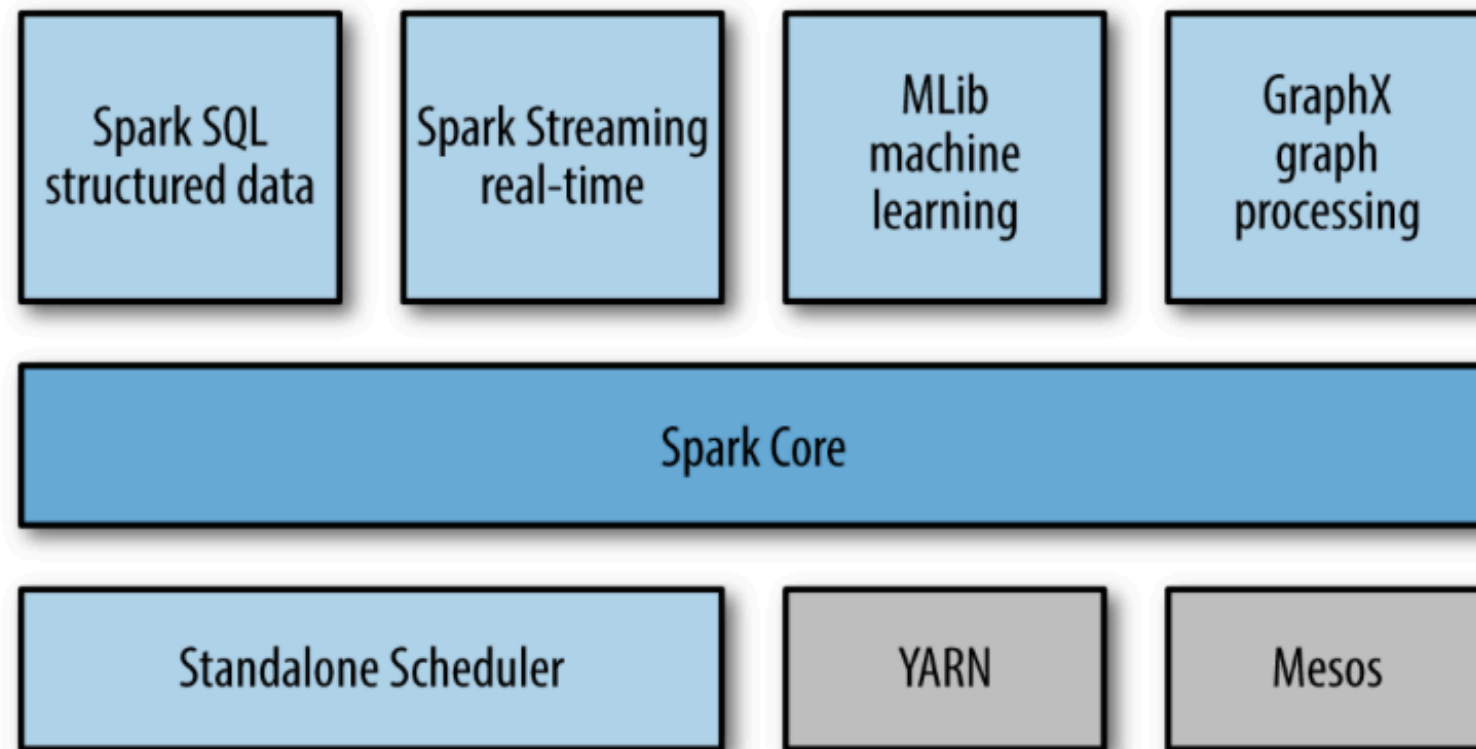 Spark SQL
structured data
Spark Streaming
real-time
MLib
machine
learning
GraphX
graph
processing
Spark Core
Standalone Scheduler
YARN
Mesos